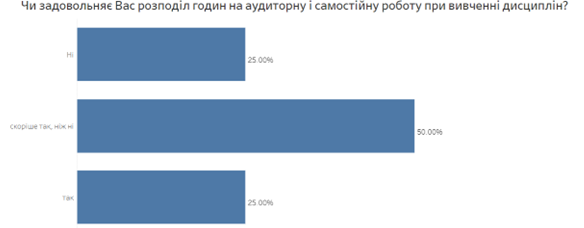 Чи задовольняє Вас розподіл годин на аудиторну і самостійну роботу при вивченні дисциплін?
Ні
25.00%
скоріше так, ніж ні
50.00%
так
25.00%